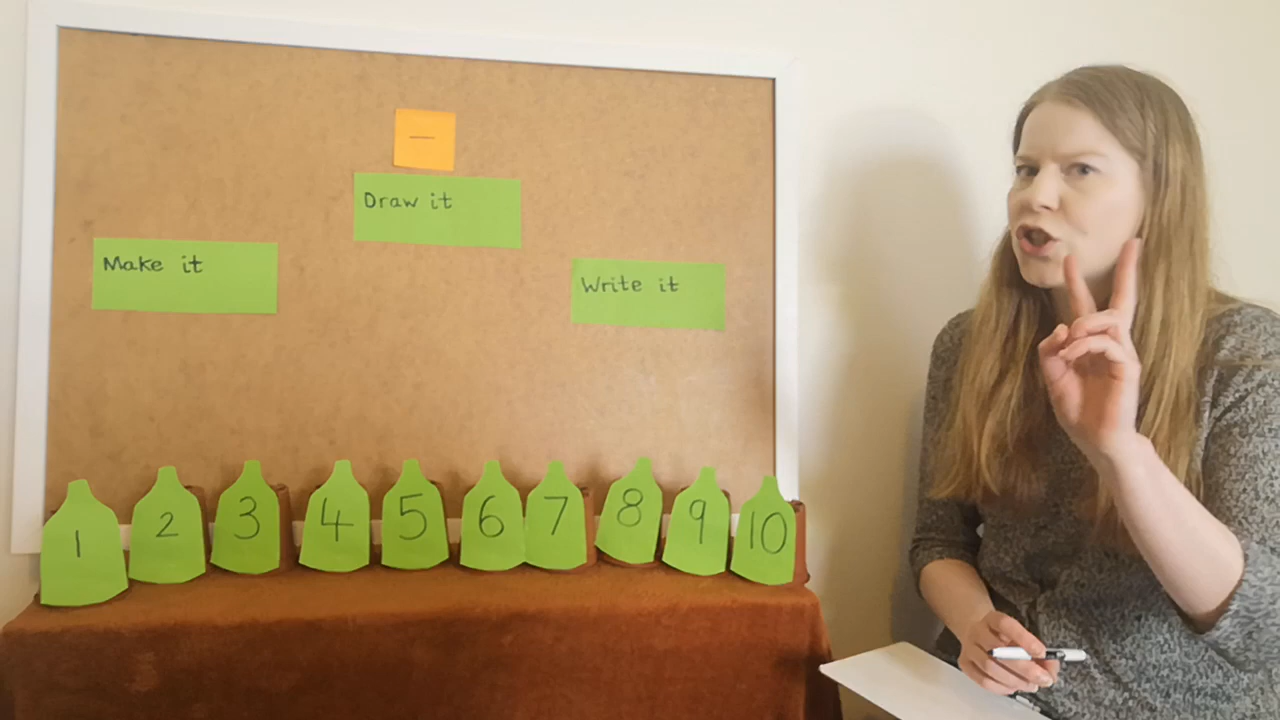 —
Draw it
Make it
Write it
1 2 3 4 5 6 7 8 9 10